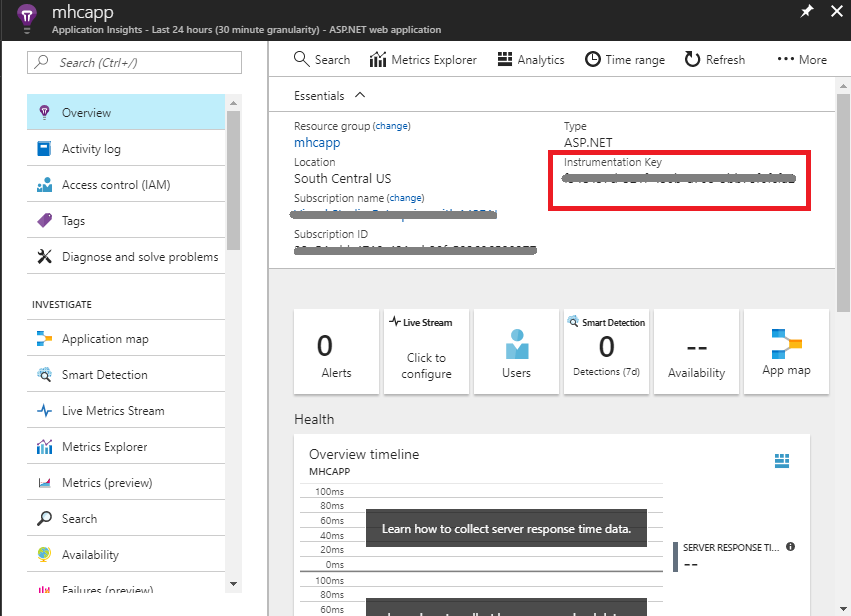 mhcapp
Application Insights - Last 24 hours (30 minute granularity) - ASP.NET web application
Search (Ctrl+/)
Overview
Activity log
Access control (IAM)
Tags
Diagnose and solve problems
INVESTIGATE
Application map
Smart Detection
Live Metrics Stream
Metrics Explorer
Metrics (preview)
Search
Availability
Failures (preview)
Search Metrics Explorer Analytics Time range Refresh ••• More
Essentials
Resource group (change)
mhcapp
Location
South Central US
Subscription name (change)
Subscription ID
Type
ASP.NET
Instrumentation Key
0
Alerts
Live Stream
Click to
configure
Users
Smart Detection
0
Detections (7d)
--
Availability
App map
Health
Overview timeline
MHCAPP
100ms
80ms
60ms
40ms
20ms
0ms
Learn how to collect server response time data.
SERVER RESPONSE TI...
--
100ms
80ms
60ms